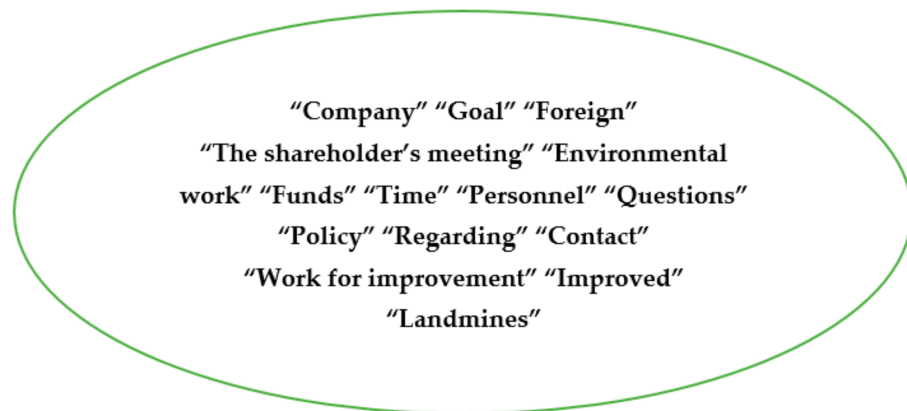 “Company” “Goal” “Foreign”
“The shareholder’s meeting” “Environmental
work” “Funds” “Time” “Personnel” “Questions”
“Policy” “Regarding” “Contact”
“Work for improvement” “Improved”
“Landmines”